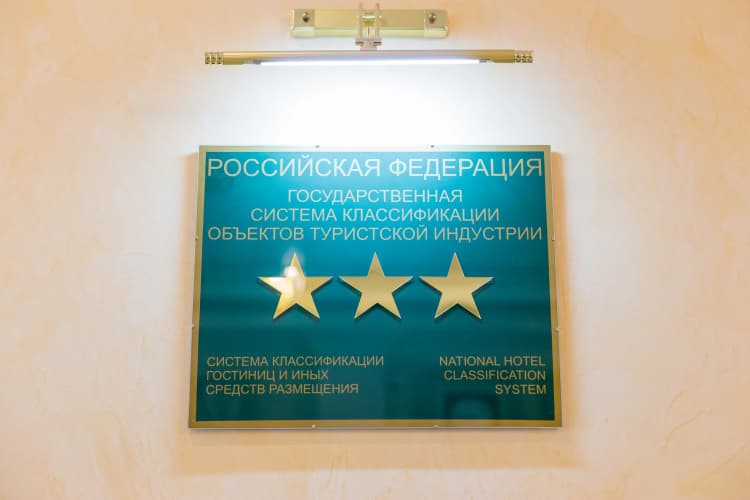 РОССИЙСКАЯ ФЕДЕРАЦИЯ
ГОСУДАРСТВЕННАЯ
СИСТЕМА КЛАССИФИКАЦИИ
ОБЪЕКТОВ ТУРИСТСКОЙ ИНДУСТРИИ
СИСТЕМА КЛАССИФИКАЦИИ
ГОСТИНИЦ И ИНЫХ
СРЕДСТВ РАЗМЕЩЕНИЯ
NATIONAL HOTEL
CLASSIFICATION
SYSTEM